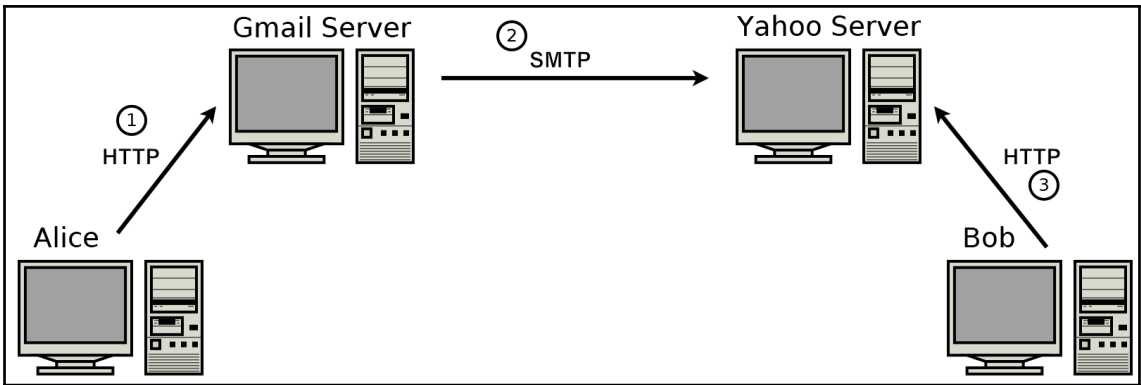 Gmail Server
Yahoo Server
2
SMTP
1
HTTP
HTTP
3
Alice
Bob